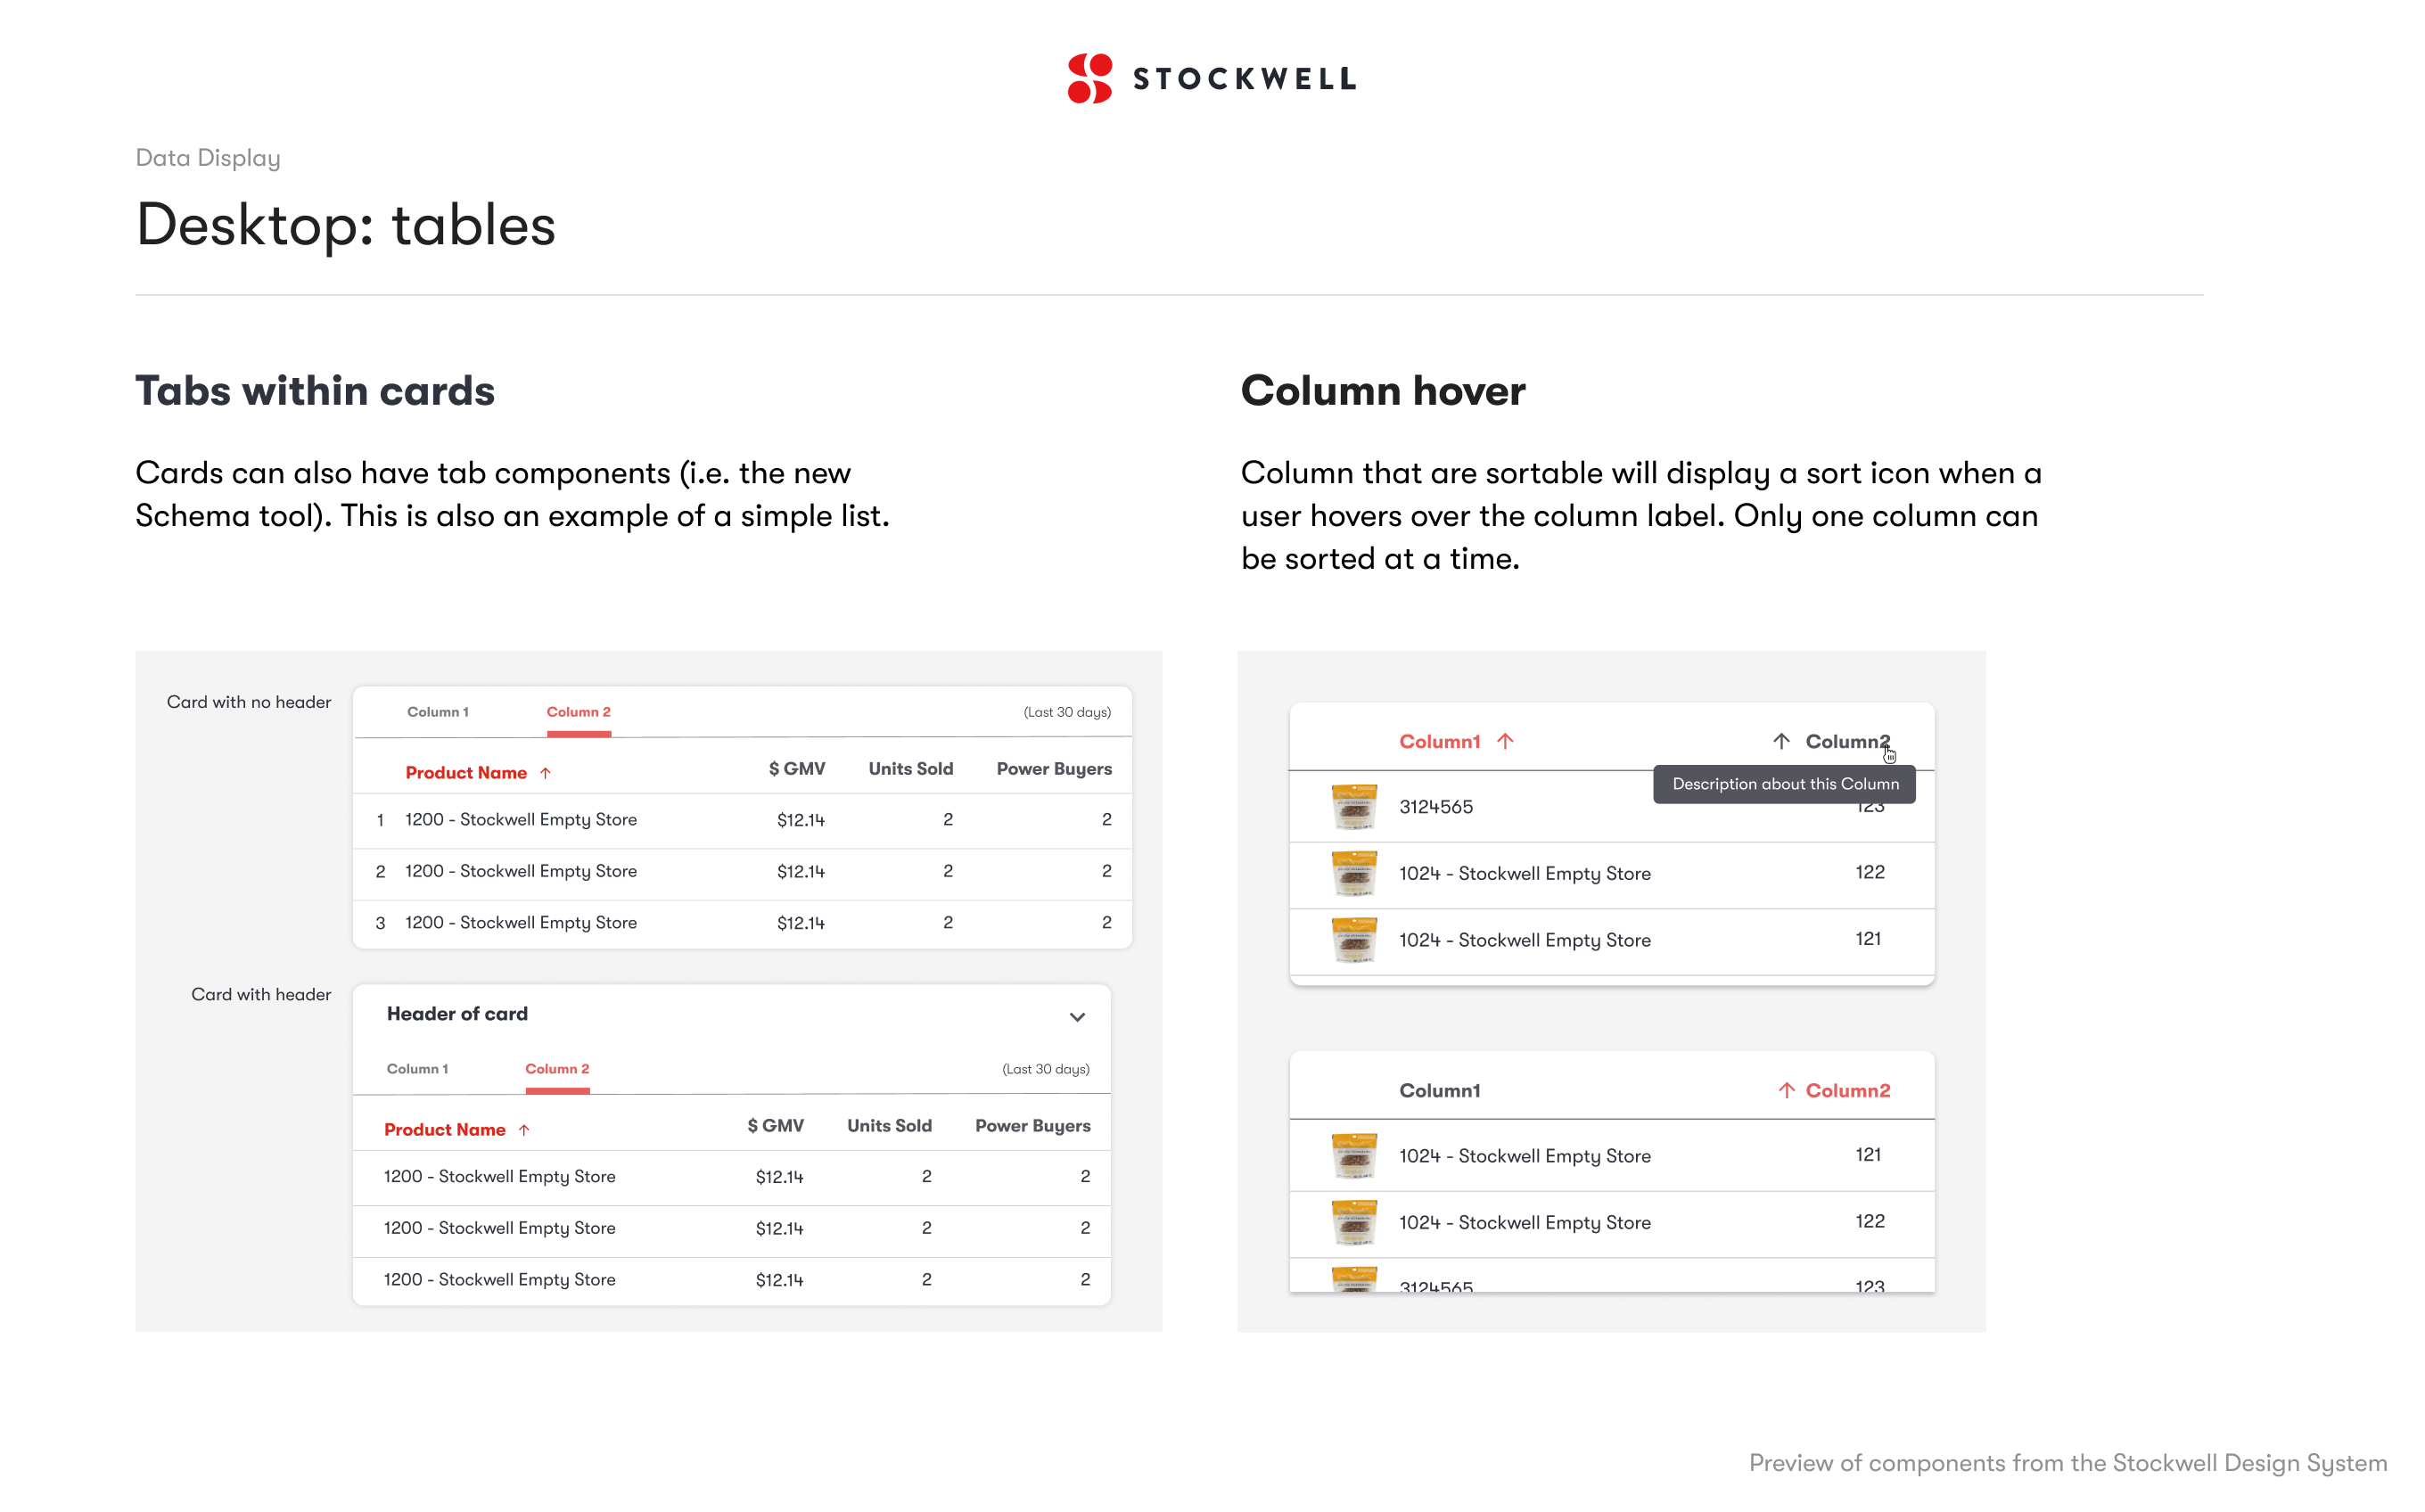 STOCKWELL
Data Display
Desktop: tables
Tabs within cards
Cards can also have tab components (i.e. the new
Schema tool). This is also an example of a simple list.
Card with no header
Column 1 Column 2 (Last 30 days)
Product Name ↑ $ GMV Units Sold Power Buyers
1 1200 - Stockwell Empty Store $12.14 2 2
2 1200 - Stockwell Empty Store $12.14 2 2
3 1200 - Stockwell Empty Store $12.14 2 2
Card with header
Header of card
Column 1 Column 2 (Last 30 days)
Product Name ↑ $ GMV Units Sold Power Buyers
1200 - Stockwell Empty Store $12.14 2 2
1200 - Stockwell Empty Store $12.14 2 2
1200 - Stockwell Empty Store $12.14 2 2
Column hover
Column that are sortable will display a sort icon when a
user hovers over the column label. Only one column can
be sorted at a time.
Column1 ↑ ↑ Column2
Description about this Column
3124565 123
1024 - Stockwell Empty Store 122
1024 - Stockwell Empty Store 121
Column1 ↑ Column2
1024 - Stockwell Empty Store 121
1024 - Stockwell Empty Store 122
3124565 123
Preview of components from the Stockwell Design System